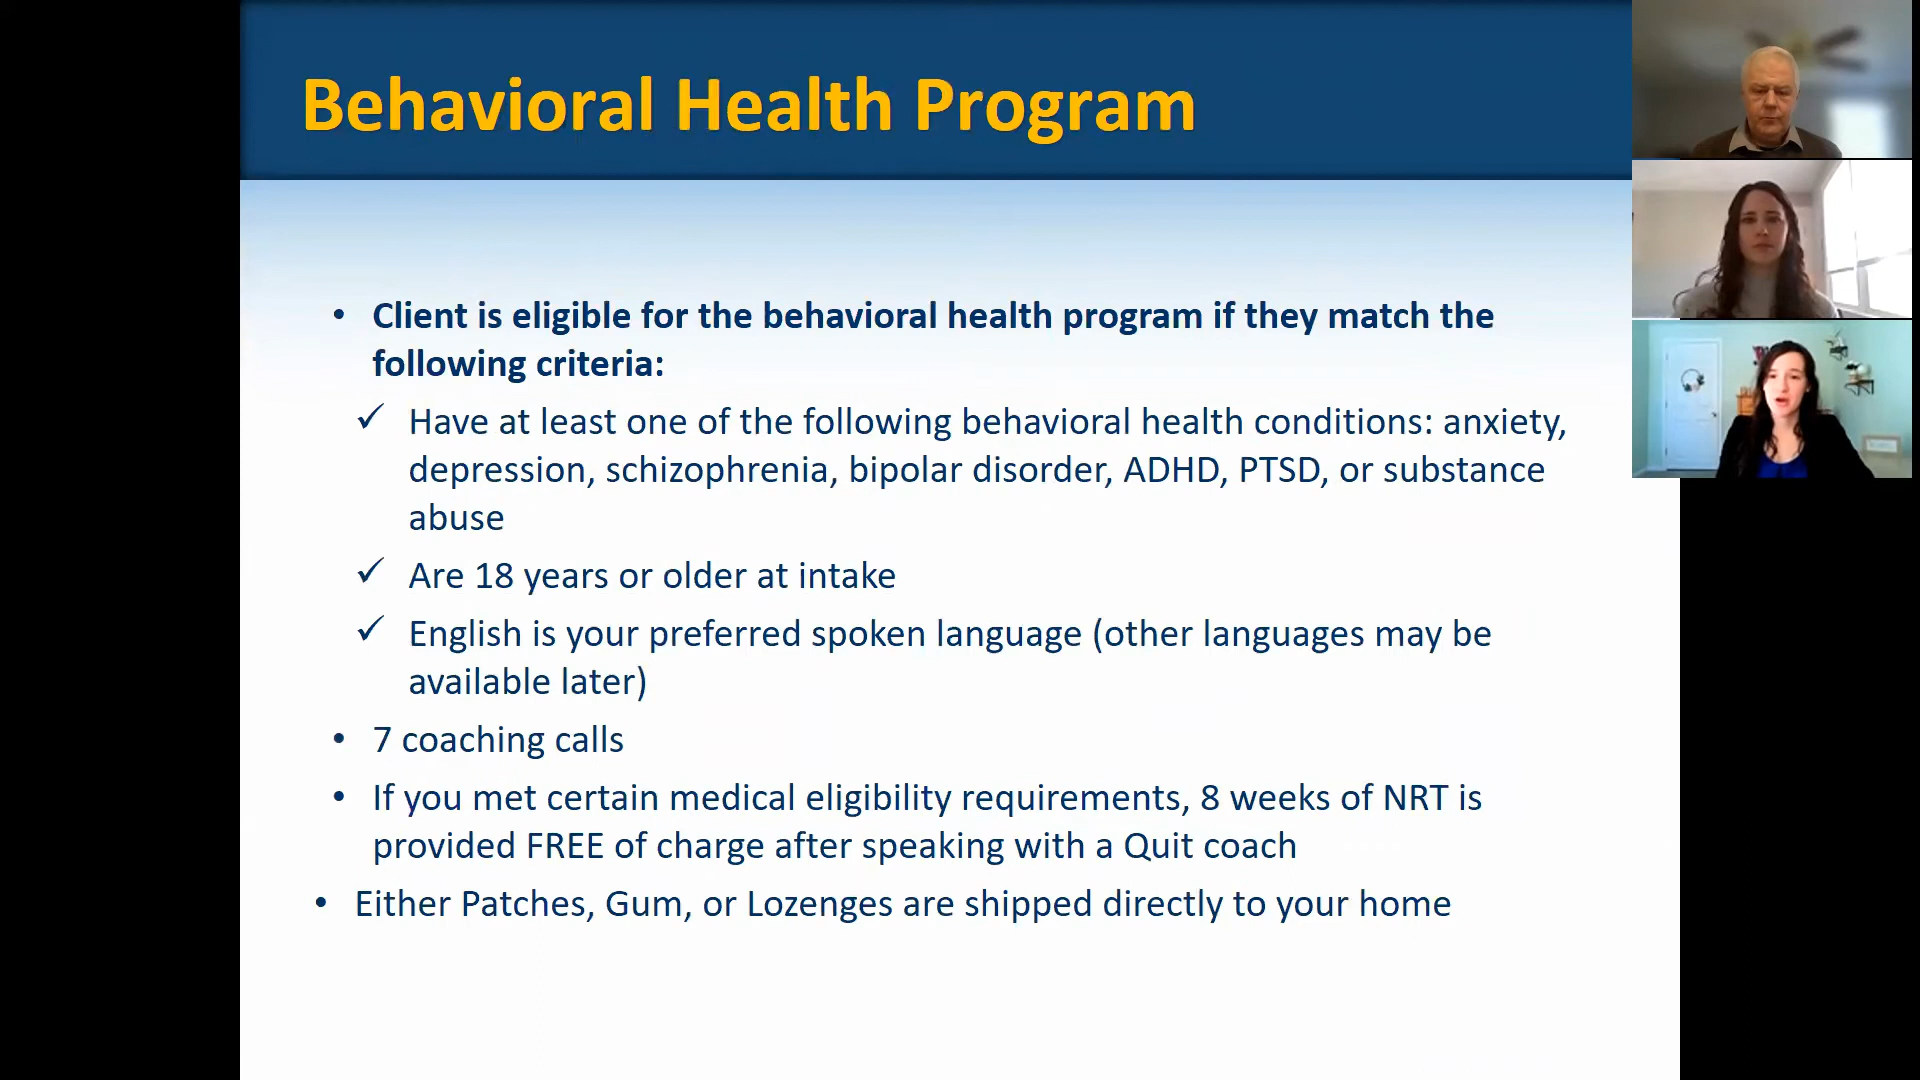 Behavioral Health Program
• Client is eligible for the behavioral health program if they match the
following criteria:
✓ Have at least one of the following behavioral health conditions: anxiety,
depression, schizophrenia, bipolar disorder, ADHD, PTSD, or substance
abuse
✓ Are 18 years or older at intake
✓ English is your preferred spoken language (other languages may be
available later)
• 7 coaching calls
• If you met certain medical eligibility requirements, 8 weeks of NRT is
provided FREE of charge after speaking with a Quit coach
• Either Patches, Gum, or Lozenges are shipped directly to your home